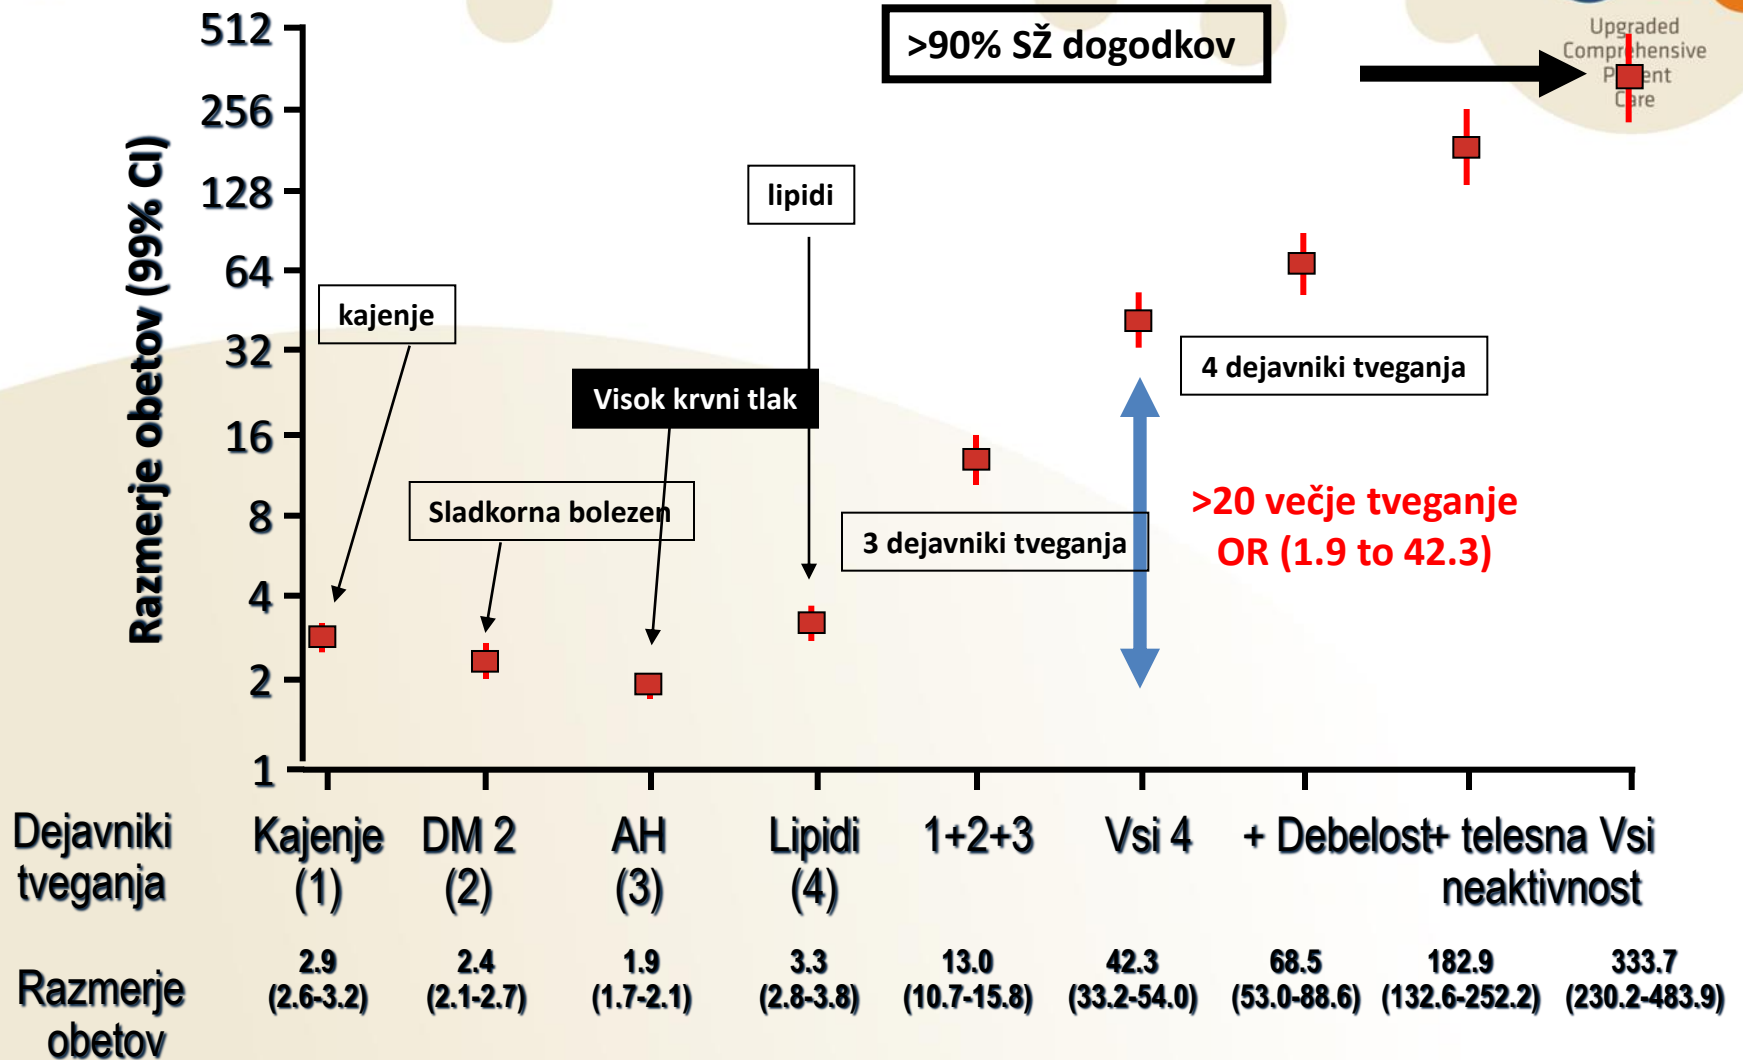 Upgraded
Comprehensive
Patient
Care
>90% SŽ dogodkov
Razmerje obetov (99% CI)
512
256
128
64
32
16
8
4
2
1
lipidi
kajenje
Visok krvni tlak
Sladkorna bolezen
3 dejavniki tveganja
4 dejavniki tveganja
>20 večje tveganje
OR (1.9 to 42.3)
Dejavniki
tveganja
Kajenje
(1)
DM 2
(2)
AH
(3)
Lipidi
(4)
1+2+3
Vsi 4
+ Debelost
+ telesna
neaktivnost
Vsi
Razmerje
obetov
2.9
(2.6-3.2)
2.4
(2.1-2.7)
1.9
(1.7-2.1)
3.3
(2.8-3.8)
13.0
(10.7-15.8)
42.3
(33.2-54.0)
68.5
(53.0-88.6)
182.9
(132.6-252.2)
333.7
(230.2-483.9)